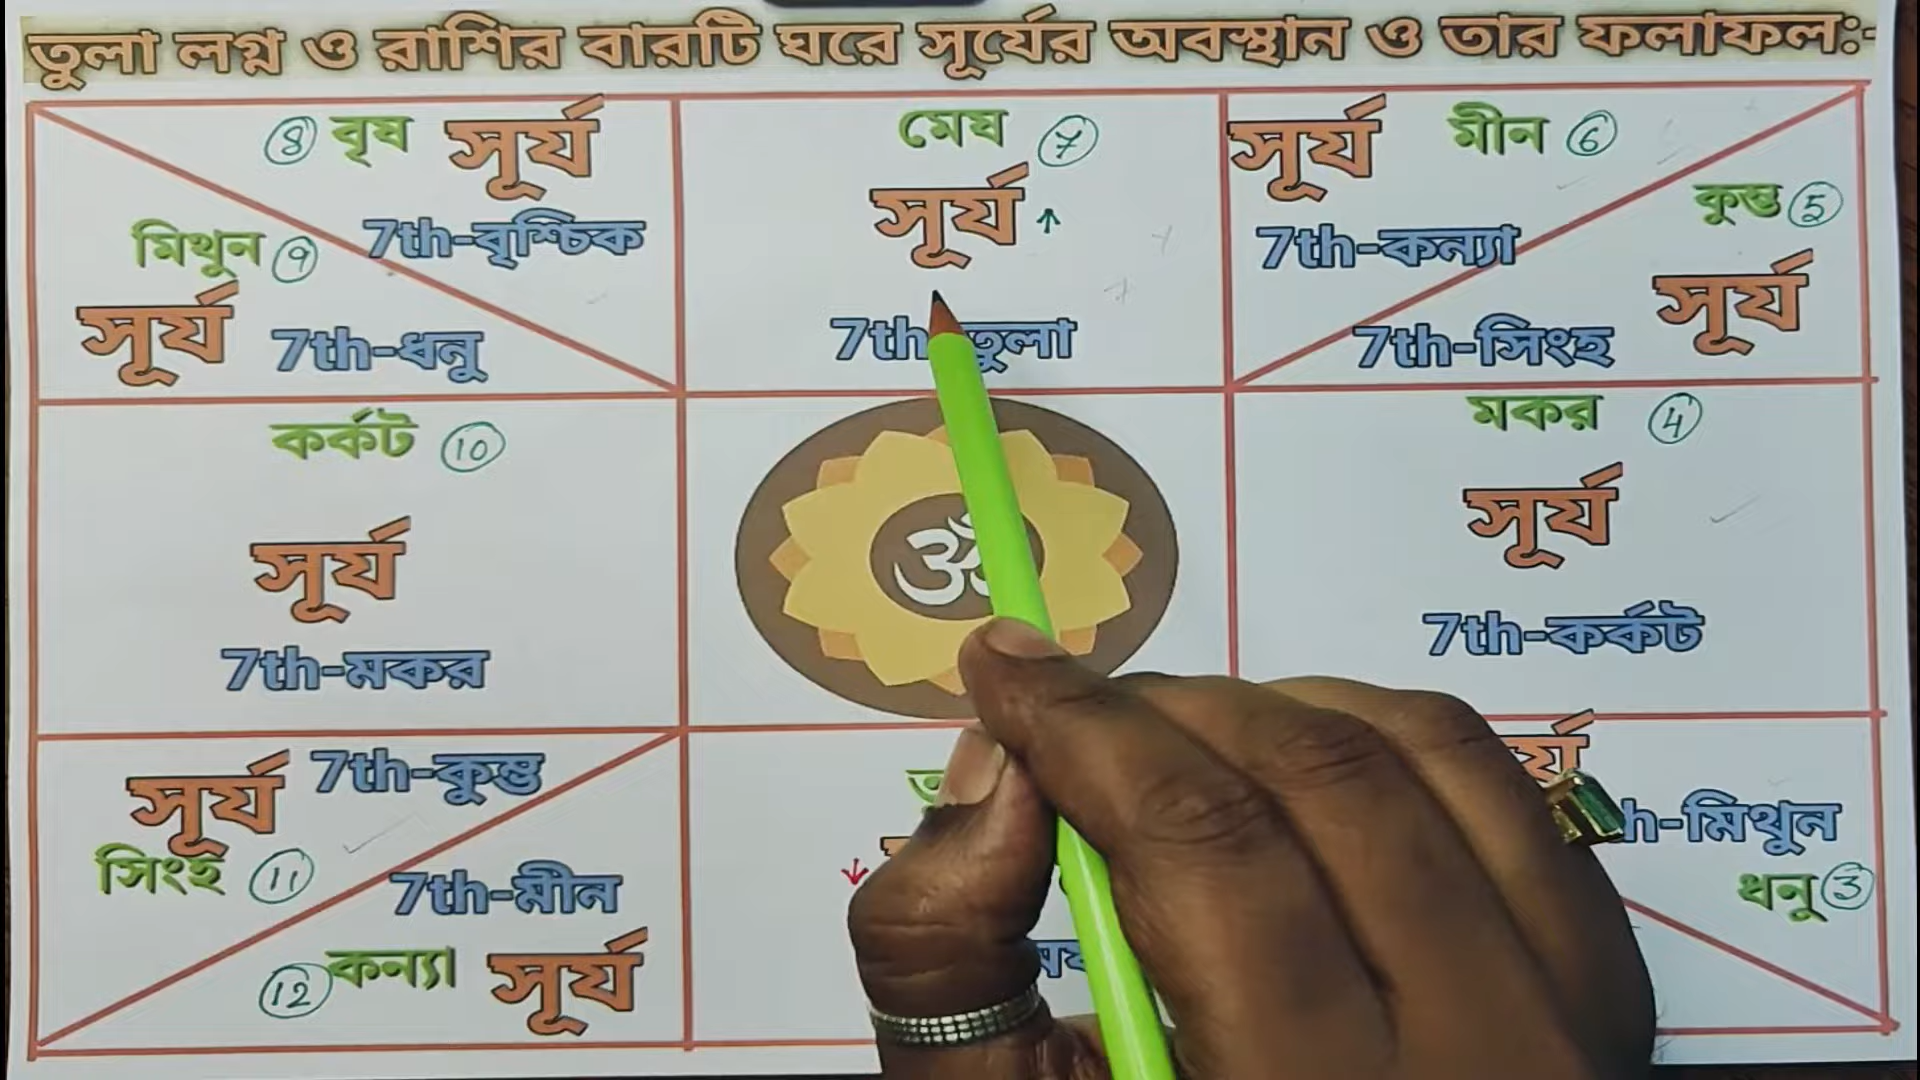 তুলা লগ্ন ও রাশির বারটি ঘরে সূর্যের অবস্থান ও তার ফলাফল:-
8 বৃষ সূর্য
7th-বৃশ্চিক
মিথুন 9
সূর্য 7th-ধনু
মেষ 7
সূর্য ↑
7th-তুলা
সূর্য মীন 6
7th-কন্যা
কুম্ভ 5
সূর্য
7th-সিংহ
কর্কট 10
সূর্য
7th-মকর
ॐ
মকর 4
সূর্য
7th-কর্কট
সূর্য 7th-কুম্ভ
সিংহ 11
7th-মীন
12 কন্যা সূর্য
↓
মিথুন
ধনু 3